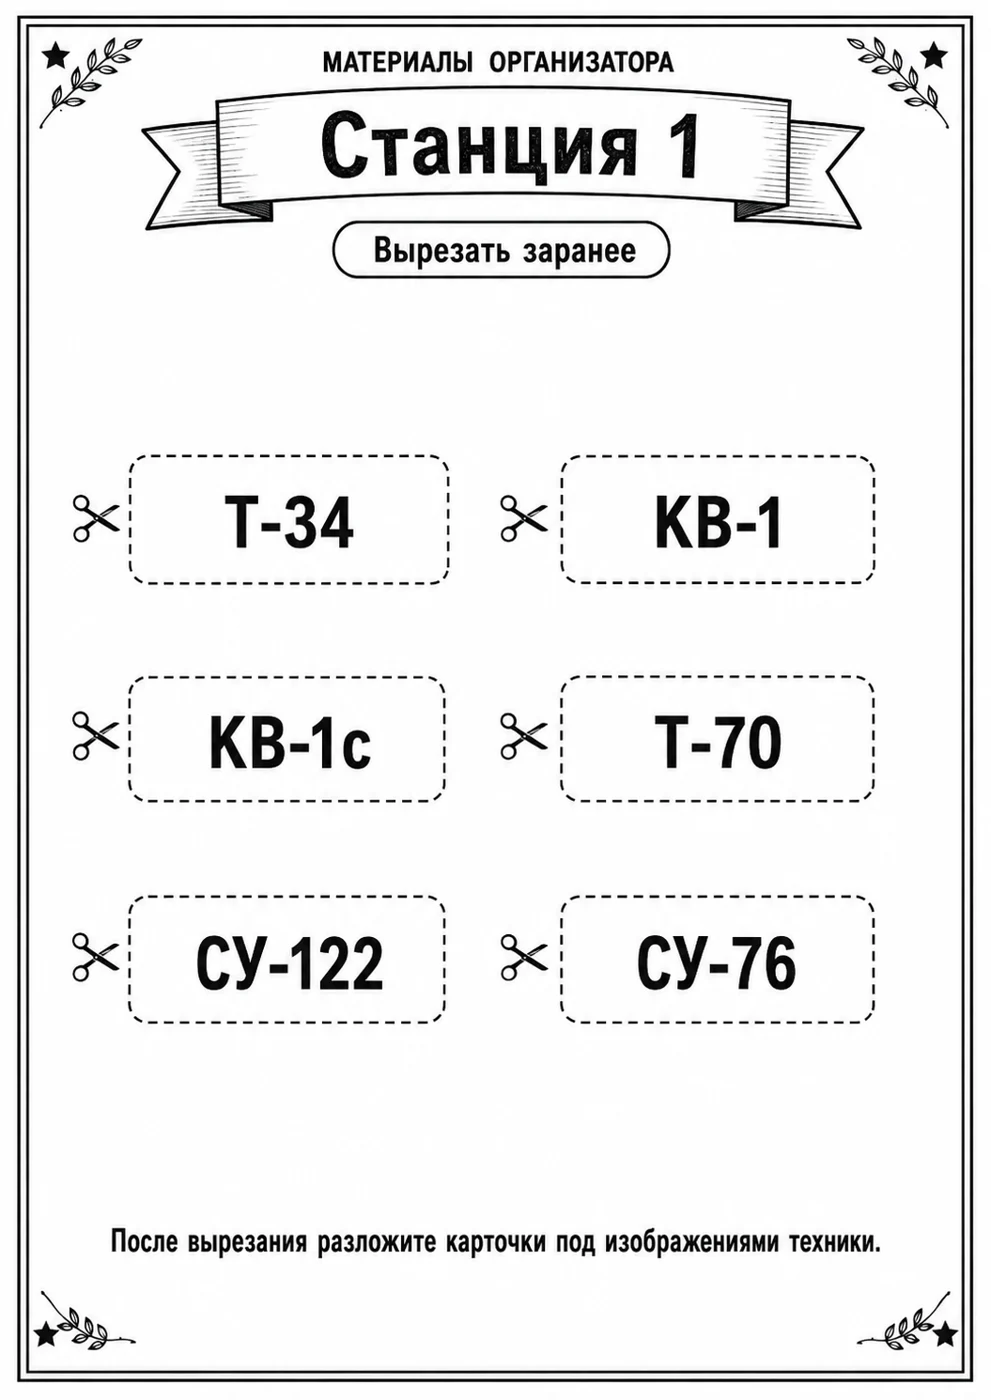 МАТЕРИАЛЫ ОРГАНИЗАТОРА
Станция 1
Вырезать заранее
Т-34
КВ-1
КВ-1с
Т-70
СУ-122
СУ-76
После вырезания разложите карточки под изображениями техники.